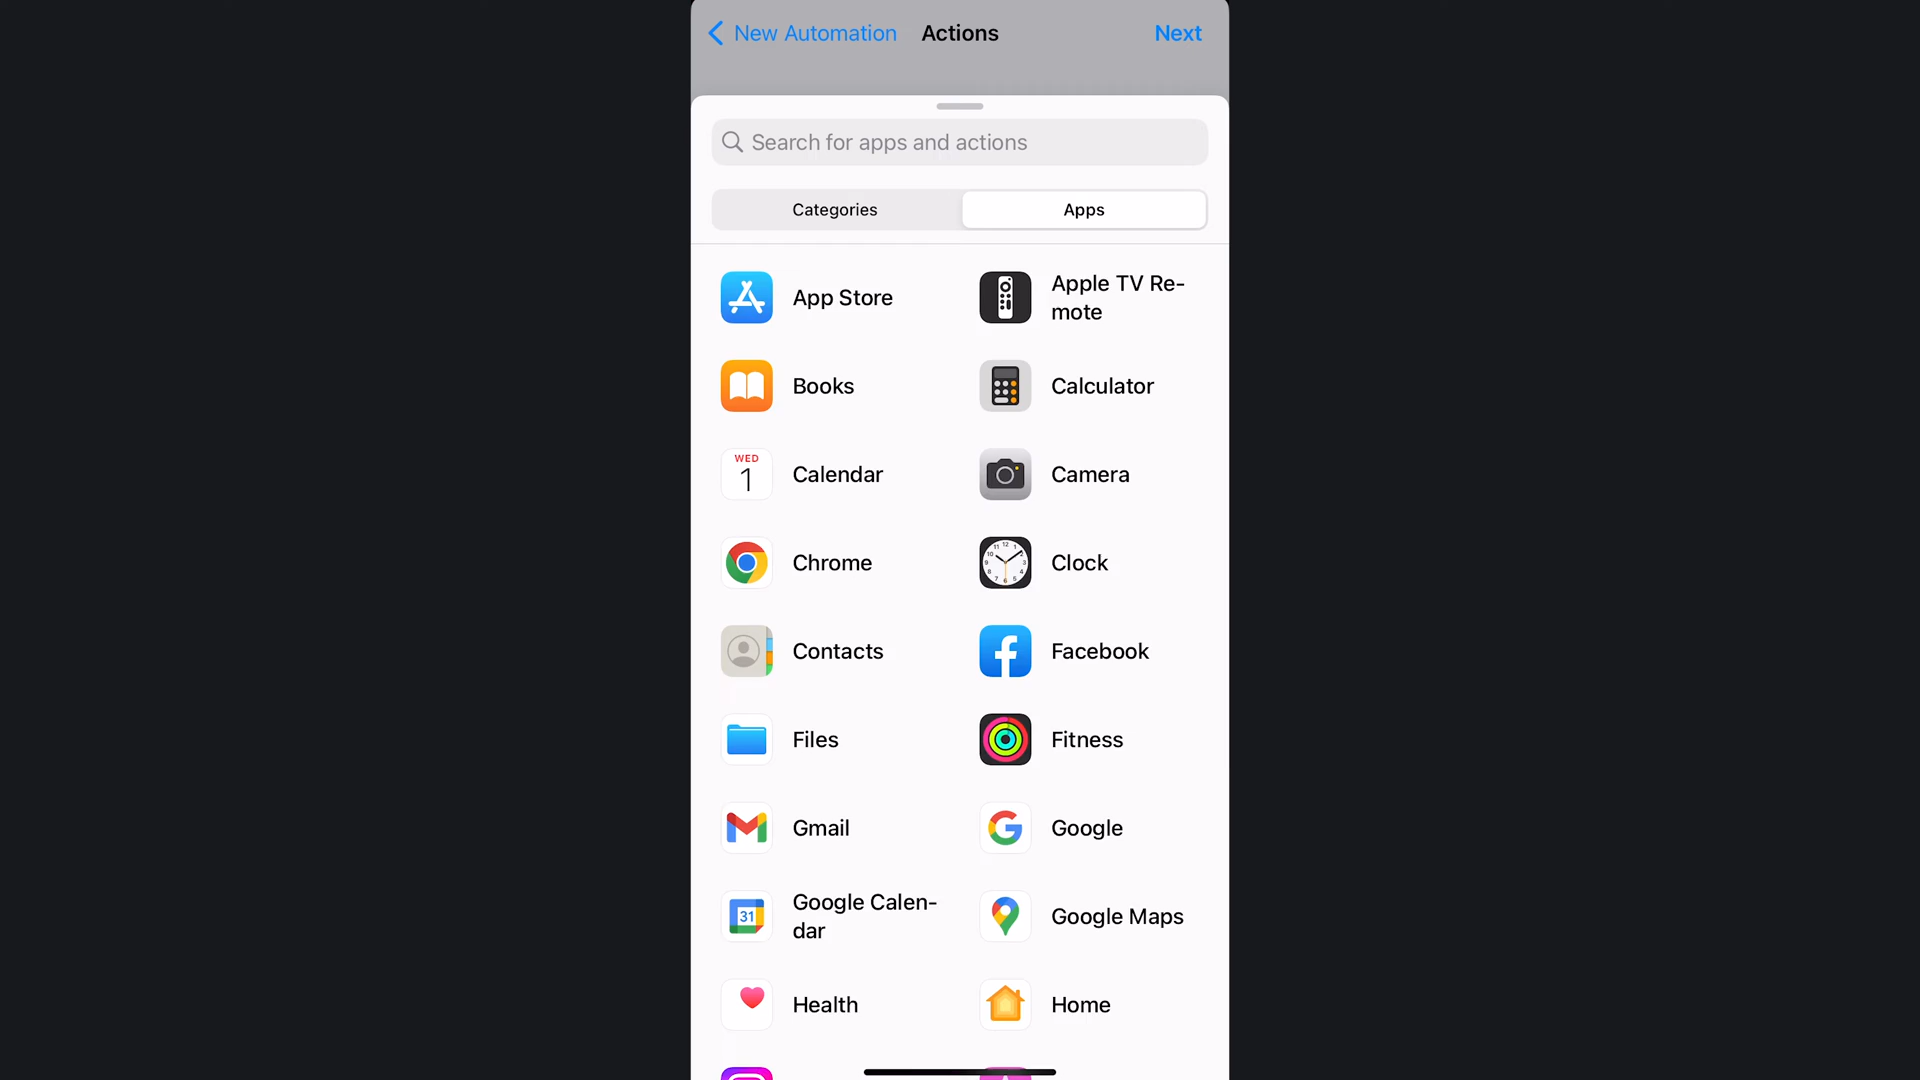 New Automation Actions Next
Search for apps and actions
Categories Apps
App Store
Apple TV Re-
mote
Books
Calculator
WED
1
Calendar
Camera
Chrome
Clock
Contacts
Facebook
Files
Fitness
Gmail
Google
31
Google Calen-
dar
Google Maps
Health
Home